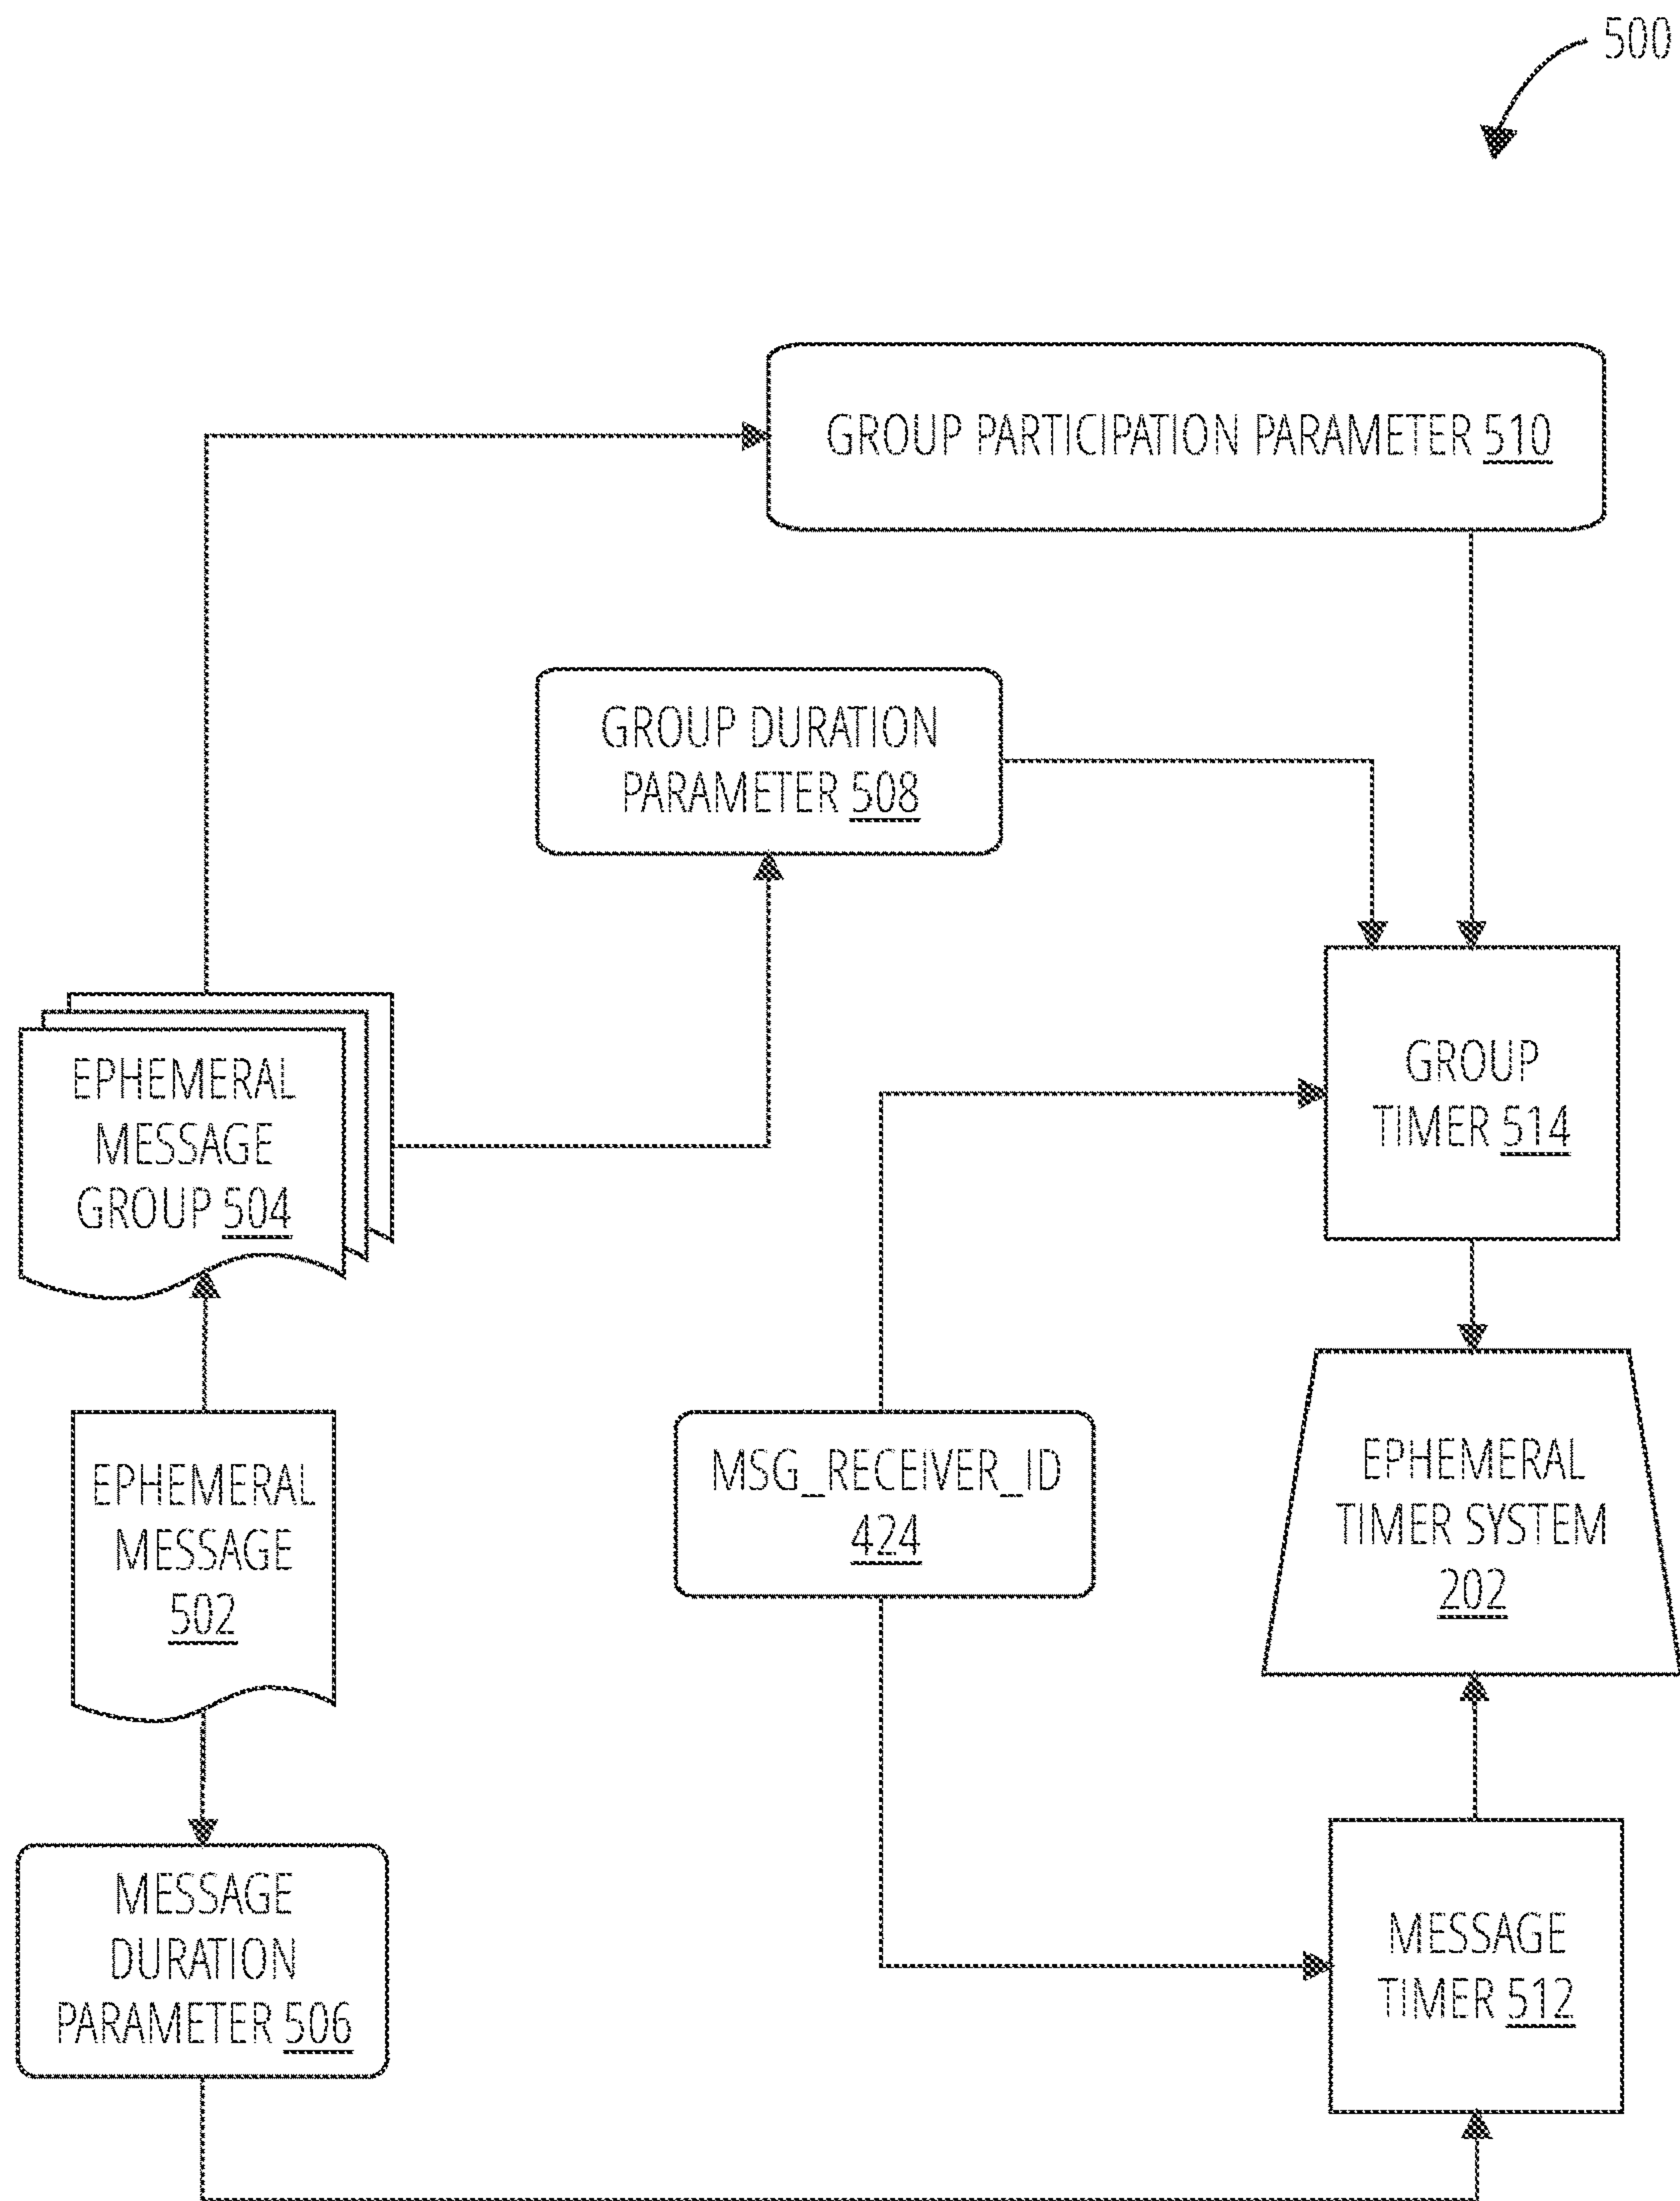 500
GROUP PARTICIPATION PARAMETER 510
GROUP DURATION
PARAMETER 508
EPHEMERAL
MESSAGE
GROUP 504
GROUP
TIMER 514
EPHEMERAL
MESSAGE
502
MSG_RECEIVER_ID
424
EPHEMERAL
TIMER SYSTEM
202
MESSAGE
DURATION
PARAMETER 506
MESSAGE
TIMER 512